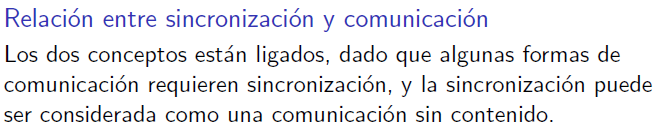 Relación entre sincronización y comunicación
Los dos conceptos están ligados, dado que algunas formas de
comunicación requieren sincronización, y la sincronización puede
ser considerada como una comunicación sin contenido.